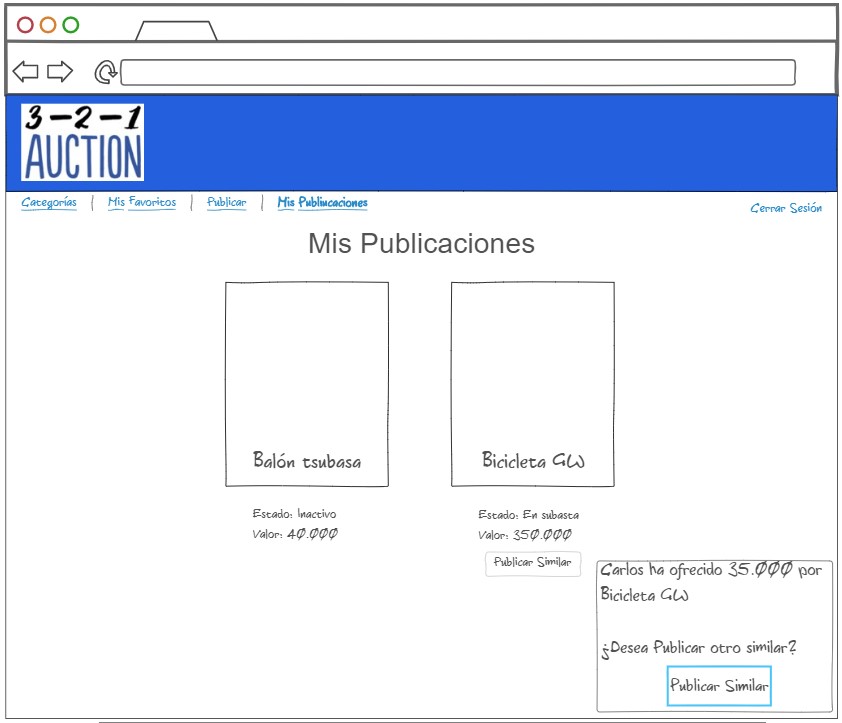 3-2-1
AUCTION
Categorías | Mis Favoritos | Publicar | Mis Publiucaciones
Cerrar Sesión
Mis Publicaciones
Balón tsubasa
Bicicleta GW
Estado: Inactivo
Estado: En subasta
Valor: 40.000
Valor: 350.000
Publicar Similar
Carlos ha ofrecido 35.000 por
Bicicleta GW
¿Desea Publicar otro similar?
Publicar Similar